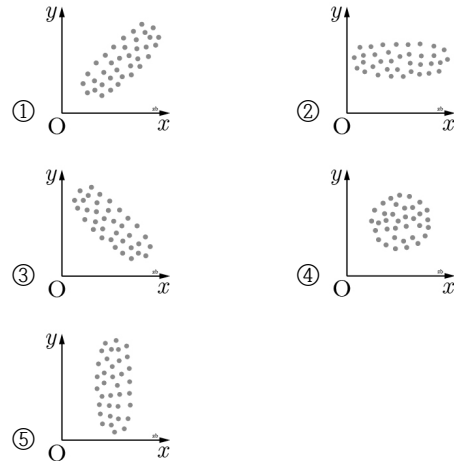 y y
① O x ② O x
y y
③ O x ④ O x
y
⑤ O x